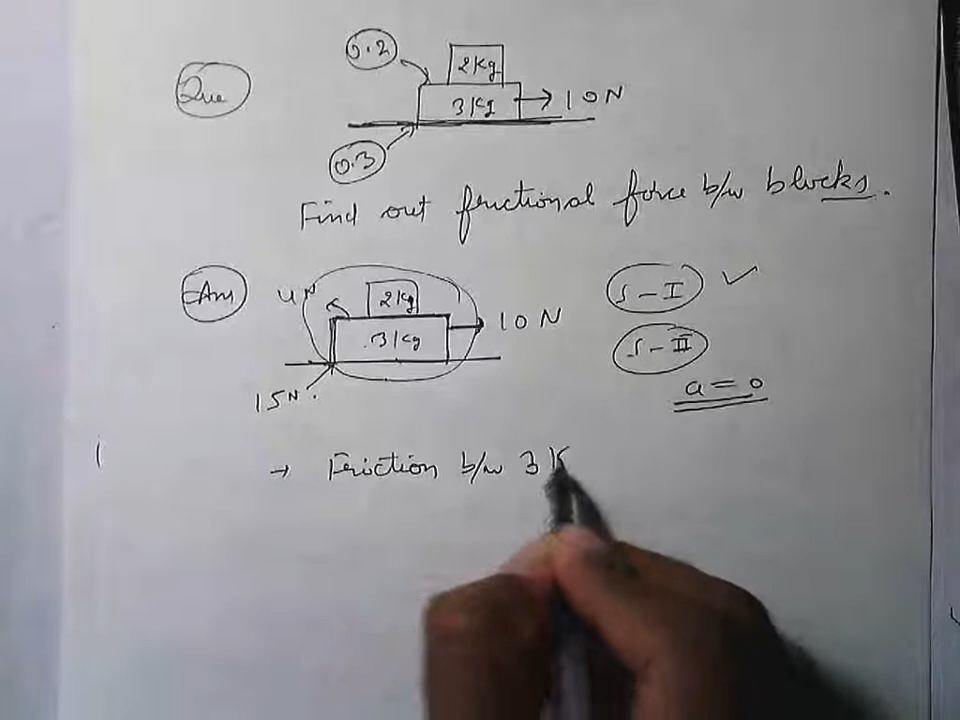 0.2
2Kg
Que
3Kg → 10N
0.3
Find out frictional force b/w blocks.
Ans 4N 2Kg S-I ✓
3Kg 10N
S-II
15N. a=0
→ Friction b/w 3K